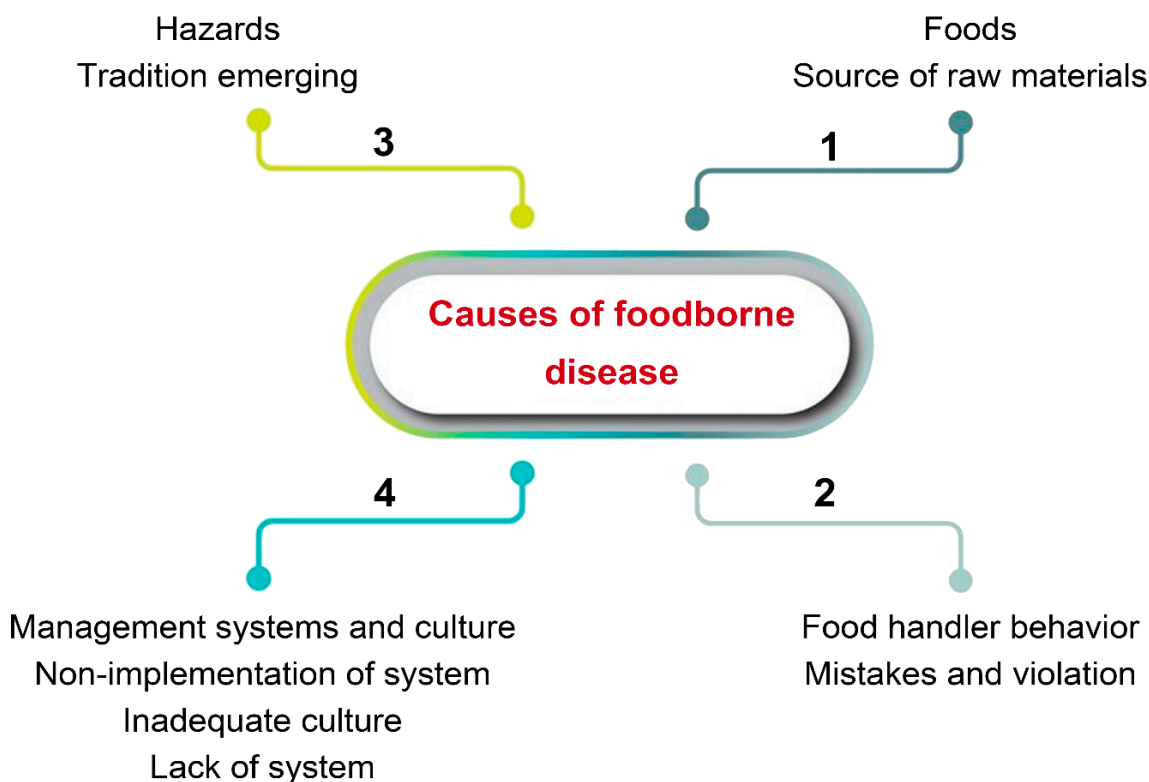 Hazards
Tradition emerging
3
Foods
Source of raw materials
1
Causes of foodborne
disease
4
Management systems and culture
Non-implementation of system
Inadequate culture
Lack of system
2
Food handler behavior
Mistakes and violation